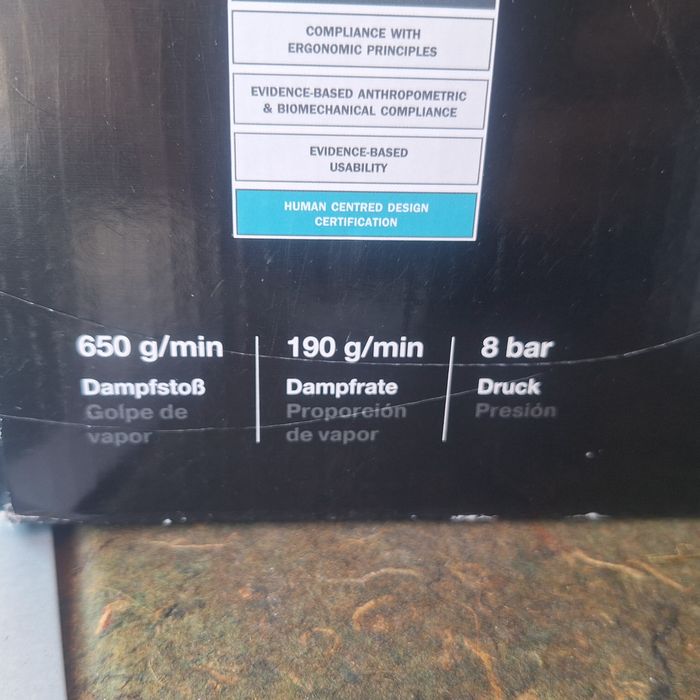 COMPLIANCE WITH
ERGONOMIC PRINCIPLES
EVIDENCE-BASED ANTHROPOMETRIC
& BIOMECHANICAL COMPLIANCE
EVIDENCE-BASED
USABILITY
HUMAN CENTRED DESIGN
CERTIFICATION
650 g/min
Dampfstoß
Golpe de
vapor
190 g/min
Dampfrate
Proporción
de vapor
8 bar
Druck
Presión